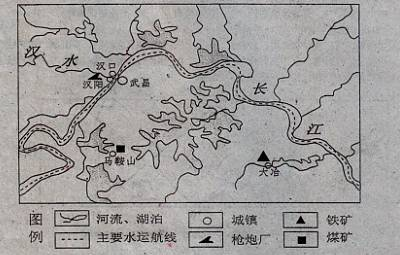 汉水
汉口
汉阳
武昌
长江
马鞍山
大冶
图例
河流、湖泊
城镇
铁矿
主要水运航线
枪炮厂
煤矿